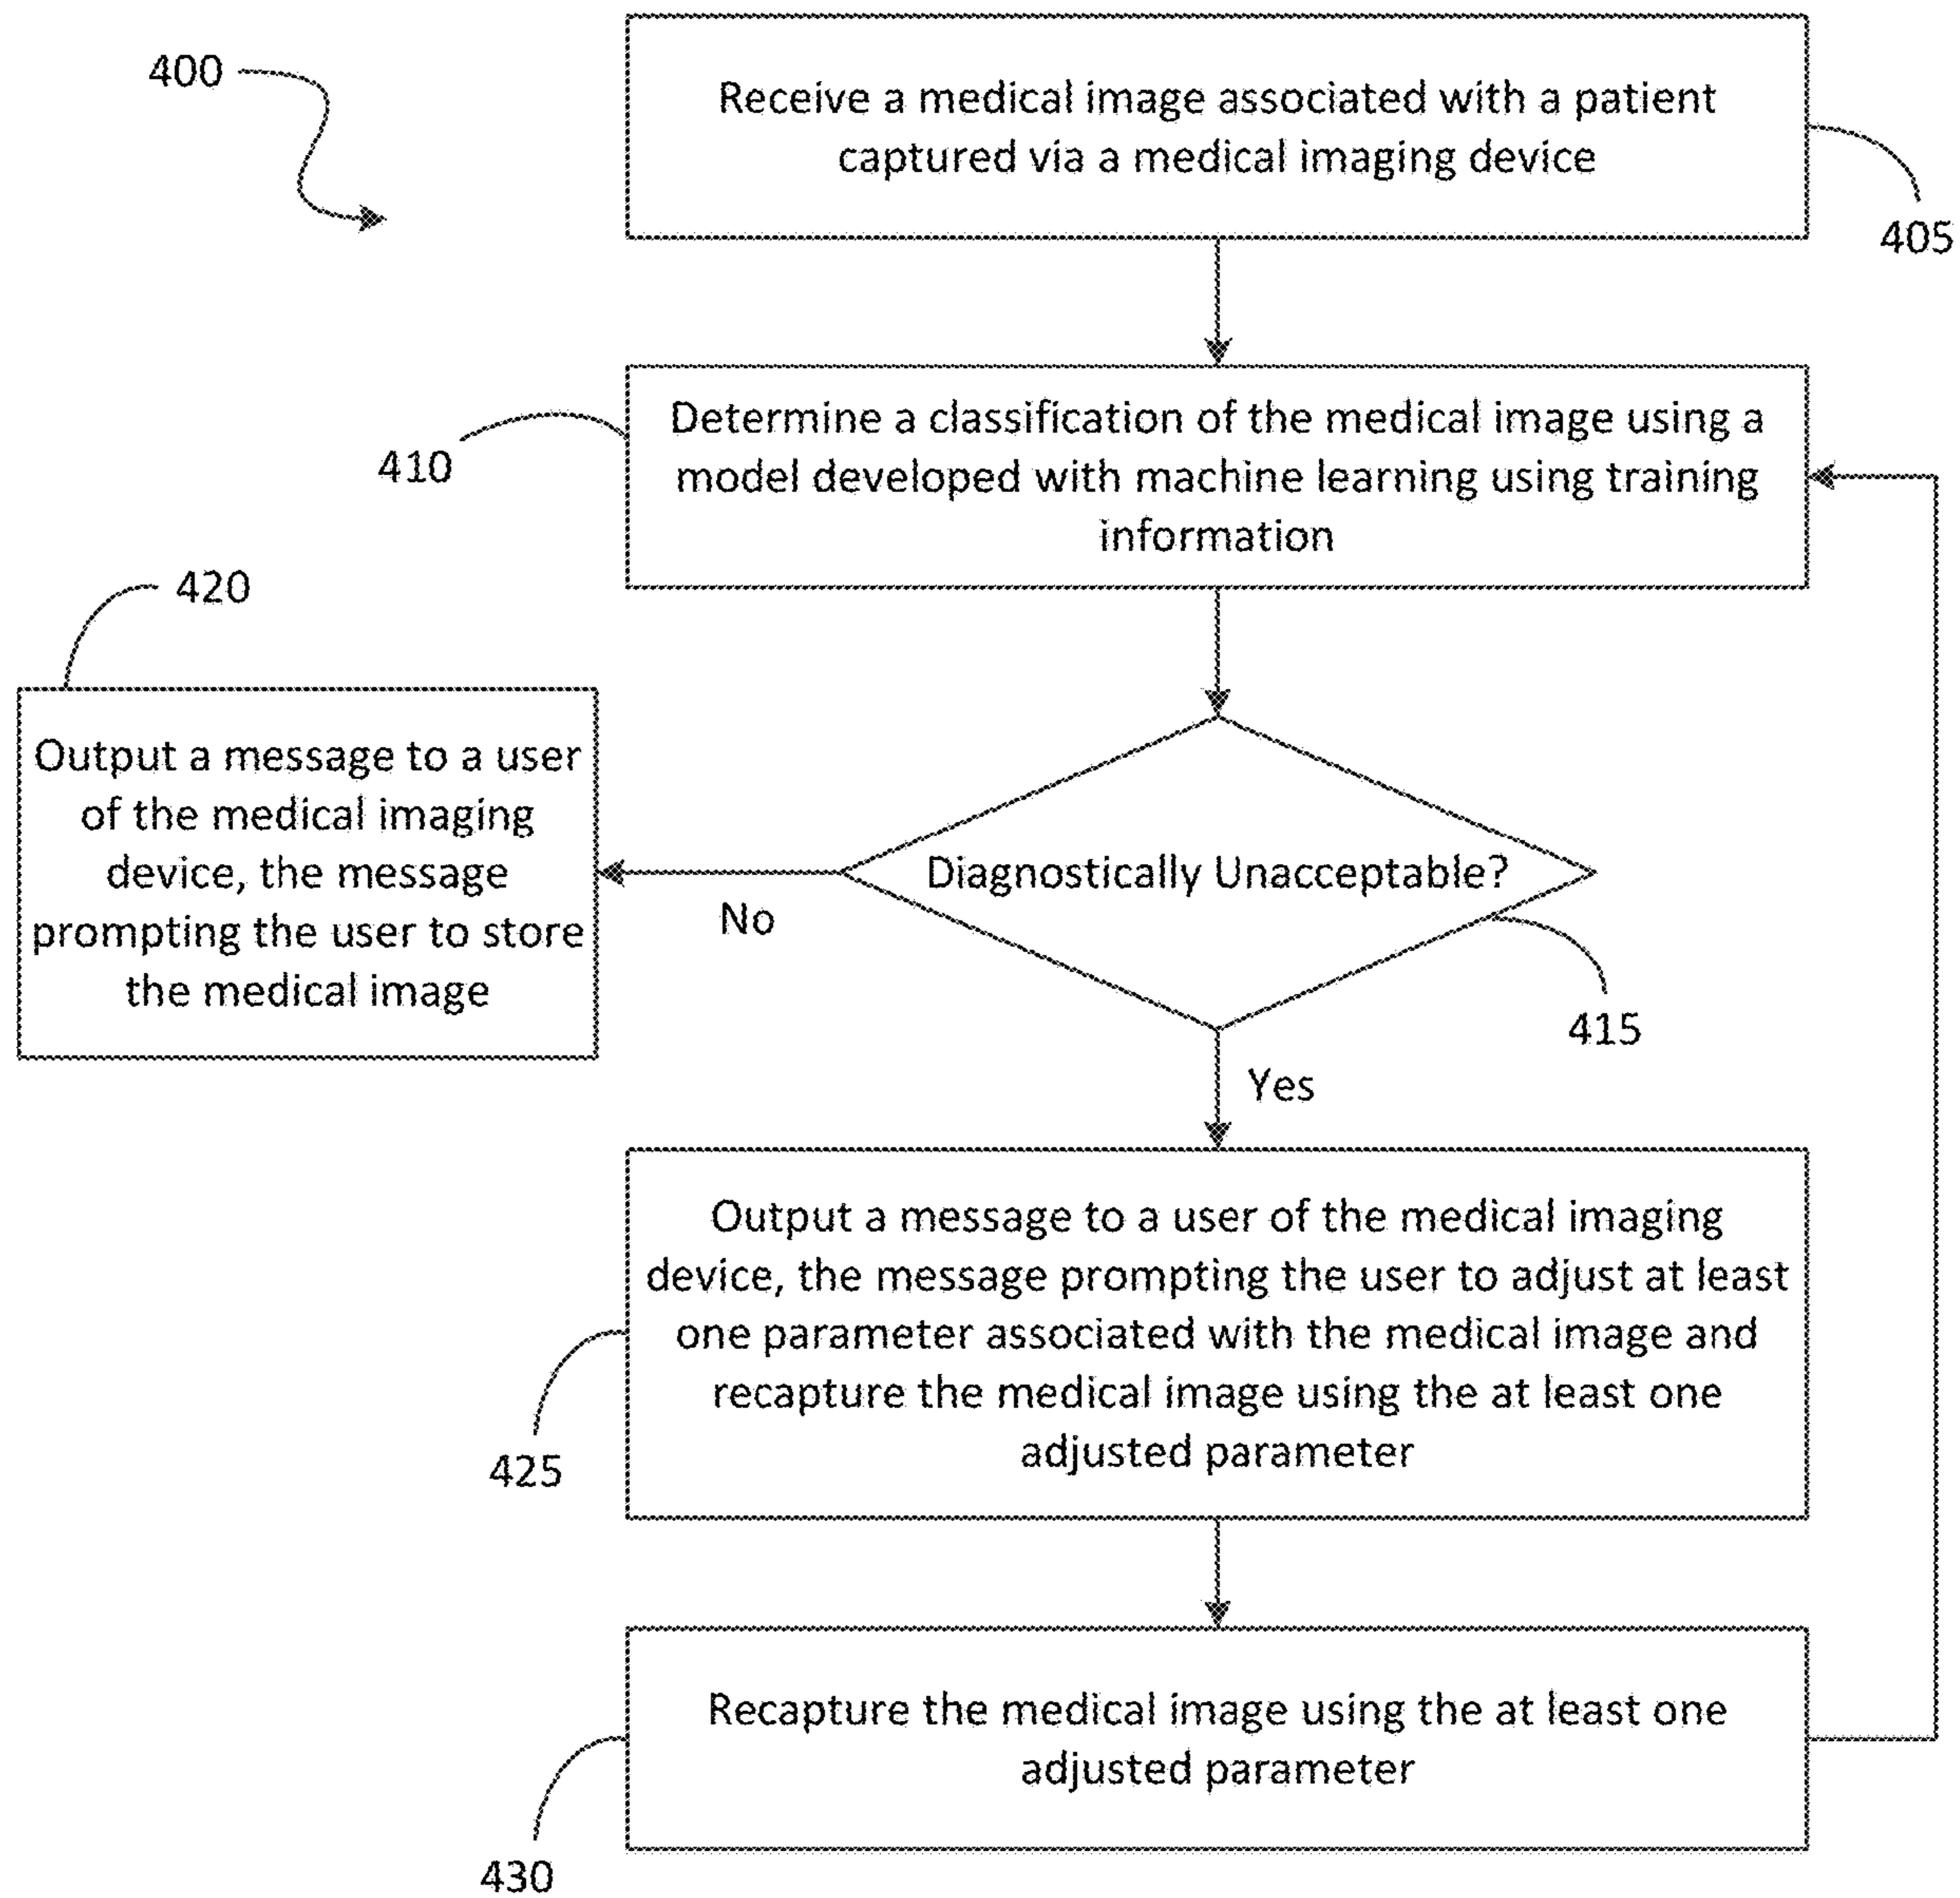 400
Receive a medical image associated with a patient
captured via a medical imaging device
405
410
Determine a classification of the medical image using a
model developed with machine learning using training
information
420
Output a message to a user
of the medical imaging
device, the message
prompting the user to store
the medical image
No
Diagnostically Unacceptable?
415
Yes
Output a message to a user of the medical imaging
device, the message prompting the user to adjust at least
one parameter associated with the medical image and
recapture the medical image using the at least one
adjusted parameter
425
Recapture the medical image using the at least one
adjusted parameter
430